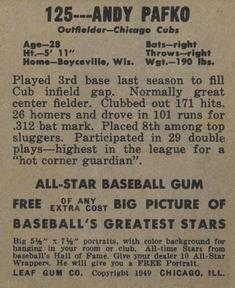 125---ANDY PAFKO
Outfielder-Chicago Cubs
Age-28 Bats-right
Ht.-5' 11" Throws-right
Home-Boyceville, Wis. Wgt.-190 lbs.
Played 3rd base last season to fill
Cub infield gap. Normally great
center fielder. Clubbed out 171 hits.
26 homers and drove in 101 runs for
.312 bat mark. Placed 8th among top
sluggers. Participated in 29 double
plays-highest in the league for a
"hot corner guardian".
ALL-STAR BASEBALL GUM
FREE OF ANY EXTRA COST BIG PICTURE OF
BASEBALL'S GREATEST STARS
Big 5½" x 7½" portraits, with color background
for hanging in your room or club. All-time stars from
baseball's Hall of Fame. Give your dealer 10 All-Star
Wrappers. He will give you a FREE Portrait.
LEAF GUM CO. Copyright 1949 CHICAGO, ILL.